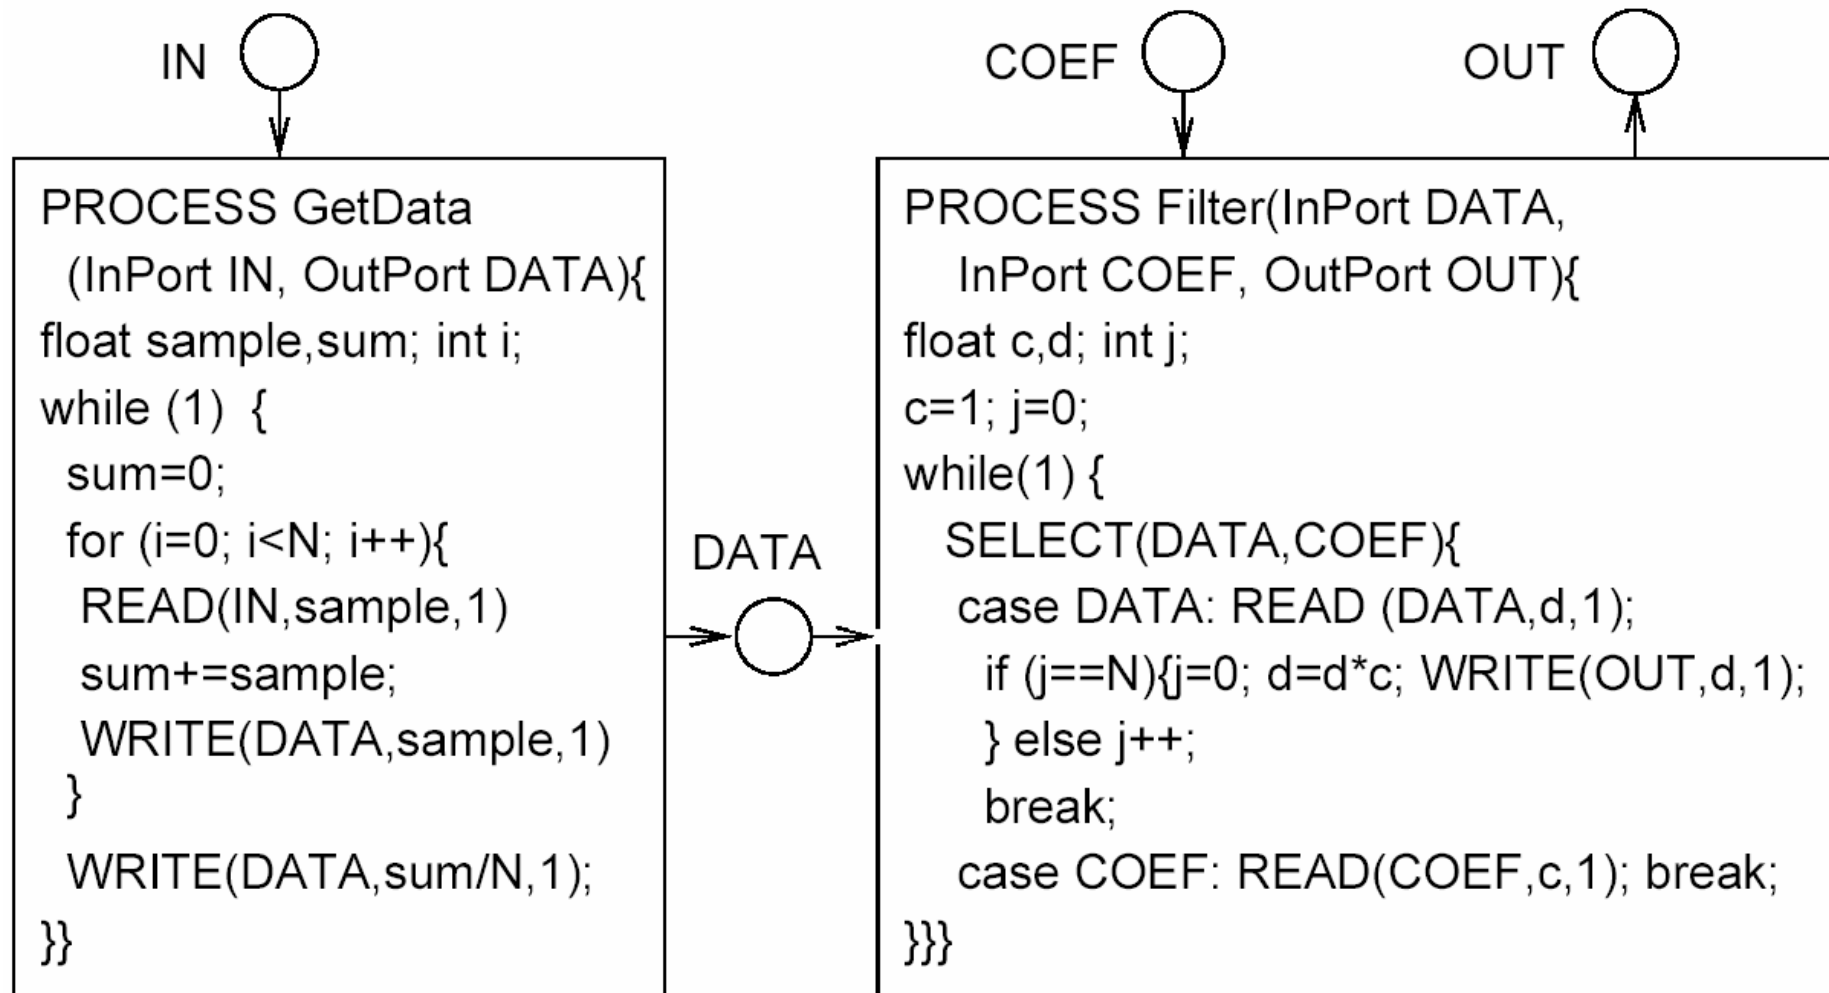 IN
COEF
OUT
PROCESS GetData
(InPort IN, OutPort DATA){
float sample,sum; int i;
while (1) {
sum=0;
for (i=0; i<N; i++){
READ(IN,sample,1)
sum+=sample;
WRITE(DATA,sample,1)
}
WRITE(DATA,sum/N,1);
}}
DATA
PROCESS Filter(InPort DATA,
InPort COEF, OutPort OUT){
float c,d; int j;
c=1; j=0;
while(1) {
SELECT(DATA,COEF){
case DATA: READ (DATA,d,1);
if (j==N){j=0; d=d*c; WRITE(OUT,d,1);
} else j++;
break;
case COEF: READ(COEF,c,1); break;
}}}